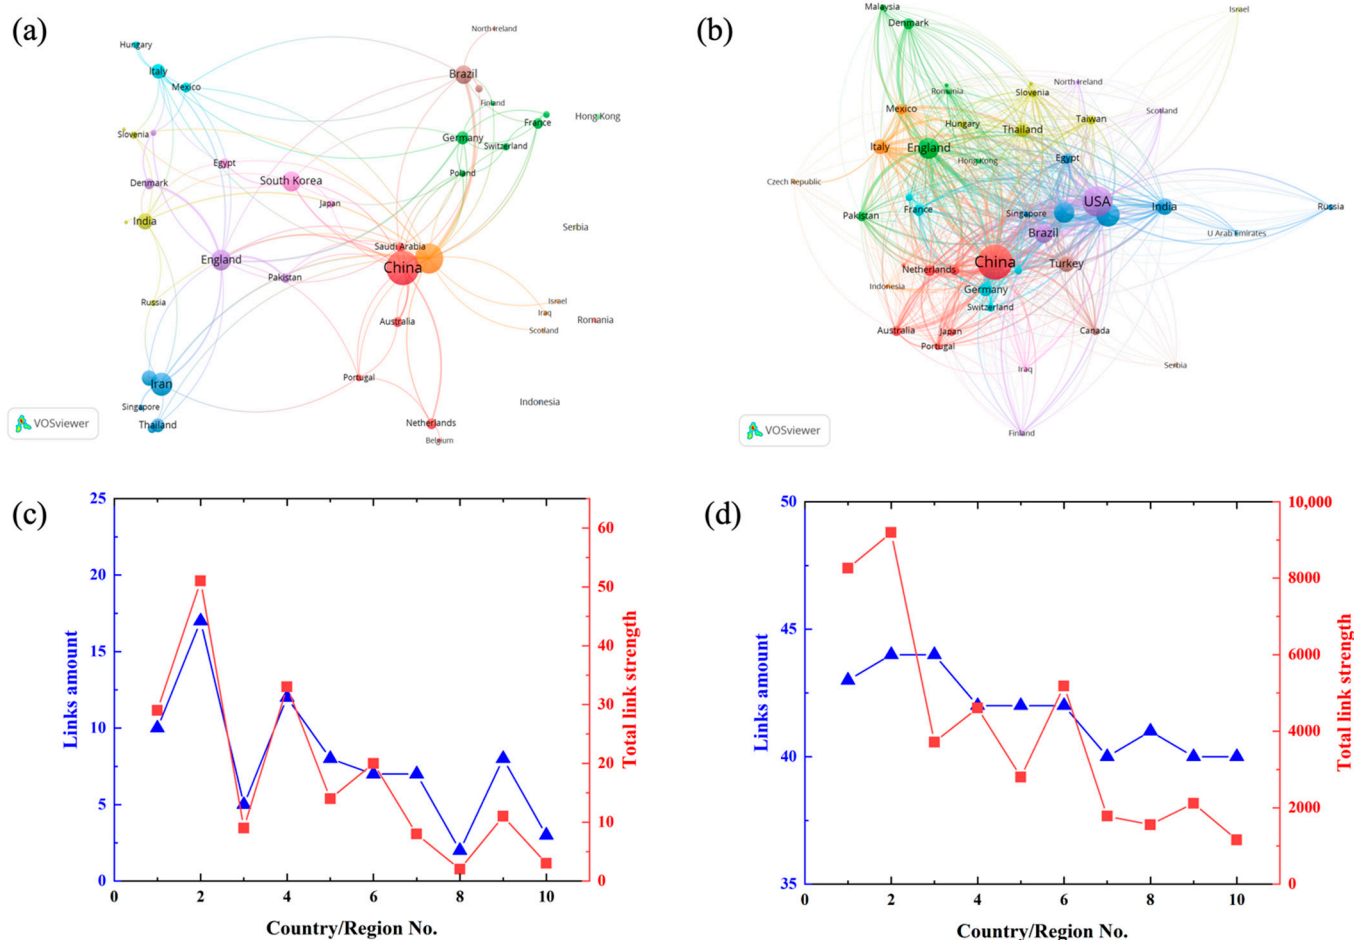 (a)
North Ireland
Hungary
Italy
Brazil
Mexico
Finland
Hong Kong
France
Slovenia
Germany
Switzerland
Egypt
Poland
Denmark
South Korea
Japan
India
Serbia
Saudi Arabia
England
China
Pakistan
Russia
Israel
Iraq
Romania
Australia
Scotland
Portugal
Iran
Indonesia
Singapore
Thailand
Netherlands
Belgium
VOSviewer
(b)
Malaysia
Israel
Denmark
North Ireland
Romania
Slovenia
Mexico
Scotland
Taiwan
Hungary
Thailand
Italy
England
Hong Kong
Egypt
Czech Republic
USA
France
India
Russia
Pakistan
Singapore
Brazil
U Arab Emirates
China
Turkey
Netherlands
Indonesia
Germany
Switzerland
Australia
Japan
Canada
Portugal
Iraq
Serbia
Finland
VOSviewer
(c)
25
20
15
10
5
0
Links amount
60
50
40
30
20
10
0
Total link strength
0 2 4 6 8 10
Country/Region No.
(d)
50
45
40
35
Links amount
10,000
8000
6000
4000
2000
0
Total link strength
0 2 4 6 8 10
Country/Region No.